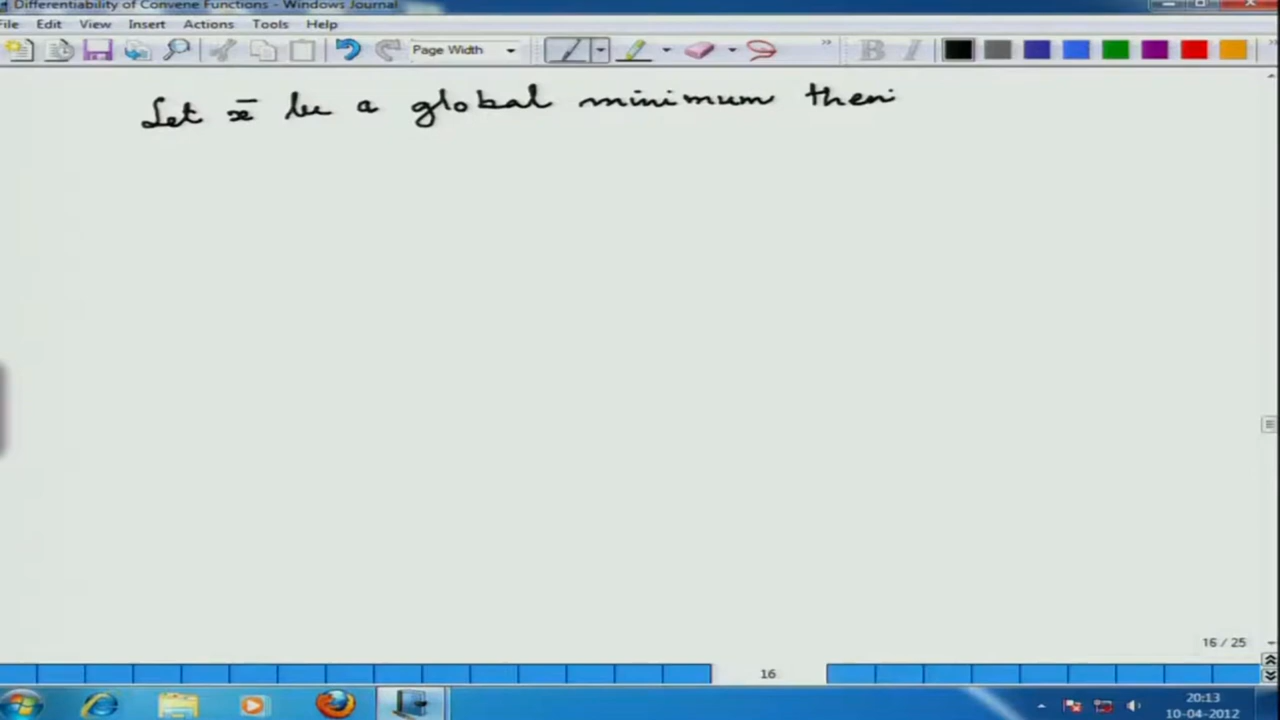 Differentiability of Convene Functions - Windows Journal
File Edit View Insert Actions Tools Help
Page Width
B I
Let x̄ be a global minimum then
16 / 25
16
20:13
10-04-2012